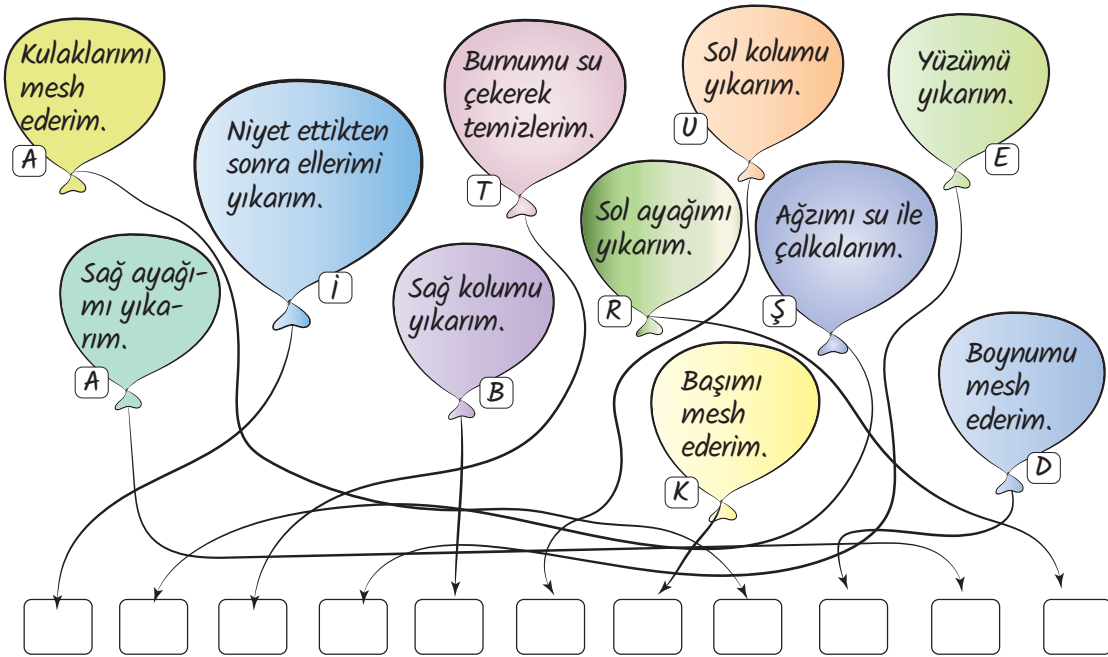 Kulaklarımı
mesh
ederim.
A
Niyet ettikten
sonra ellerimi
yıkarım.
İ
Burnumu su
çekerek
temizlerim.
T
Sol kolumu
yıkarım.
U
Yüzümü
yıkarım.
E
Sağ ayağı-
mı yıka-
rım.
A
Sağ kolumu
yıkarım.
B
Sol ayağımı
yıkarım.
R
Ağzımı su ile
çalkalarım.
Ş
Başımı
mesh
ederim.
K
Boynumu
mesh
ederim.
D